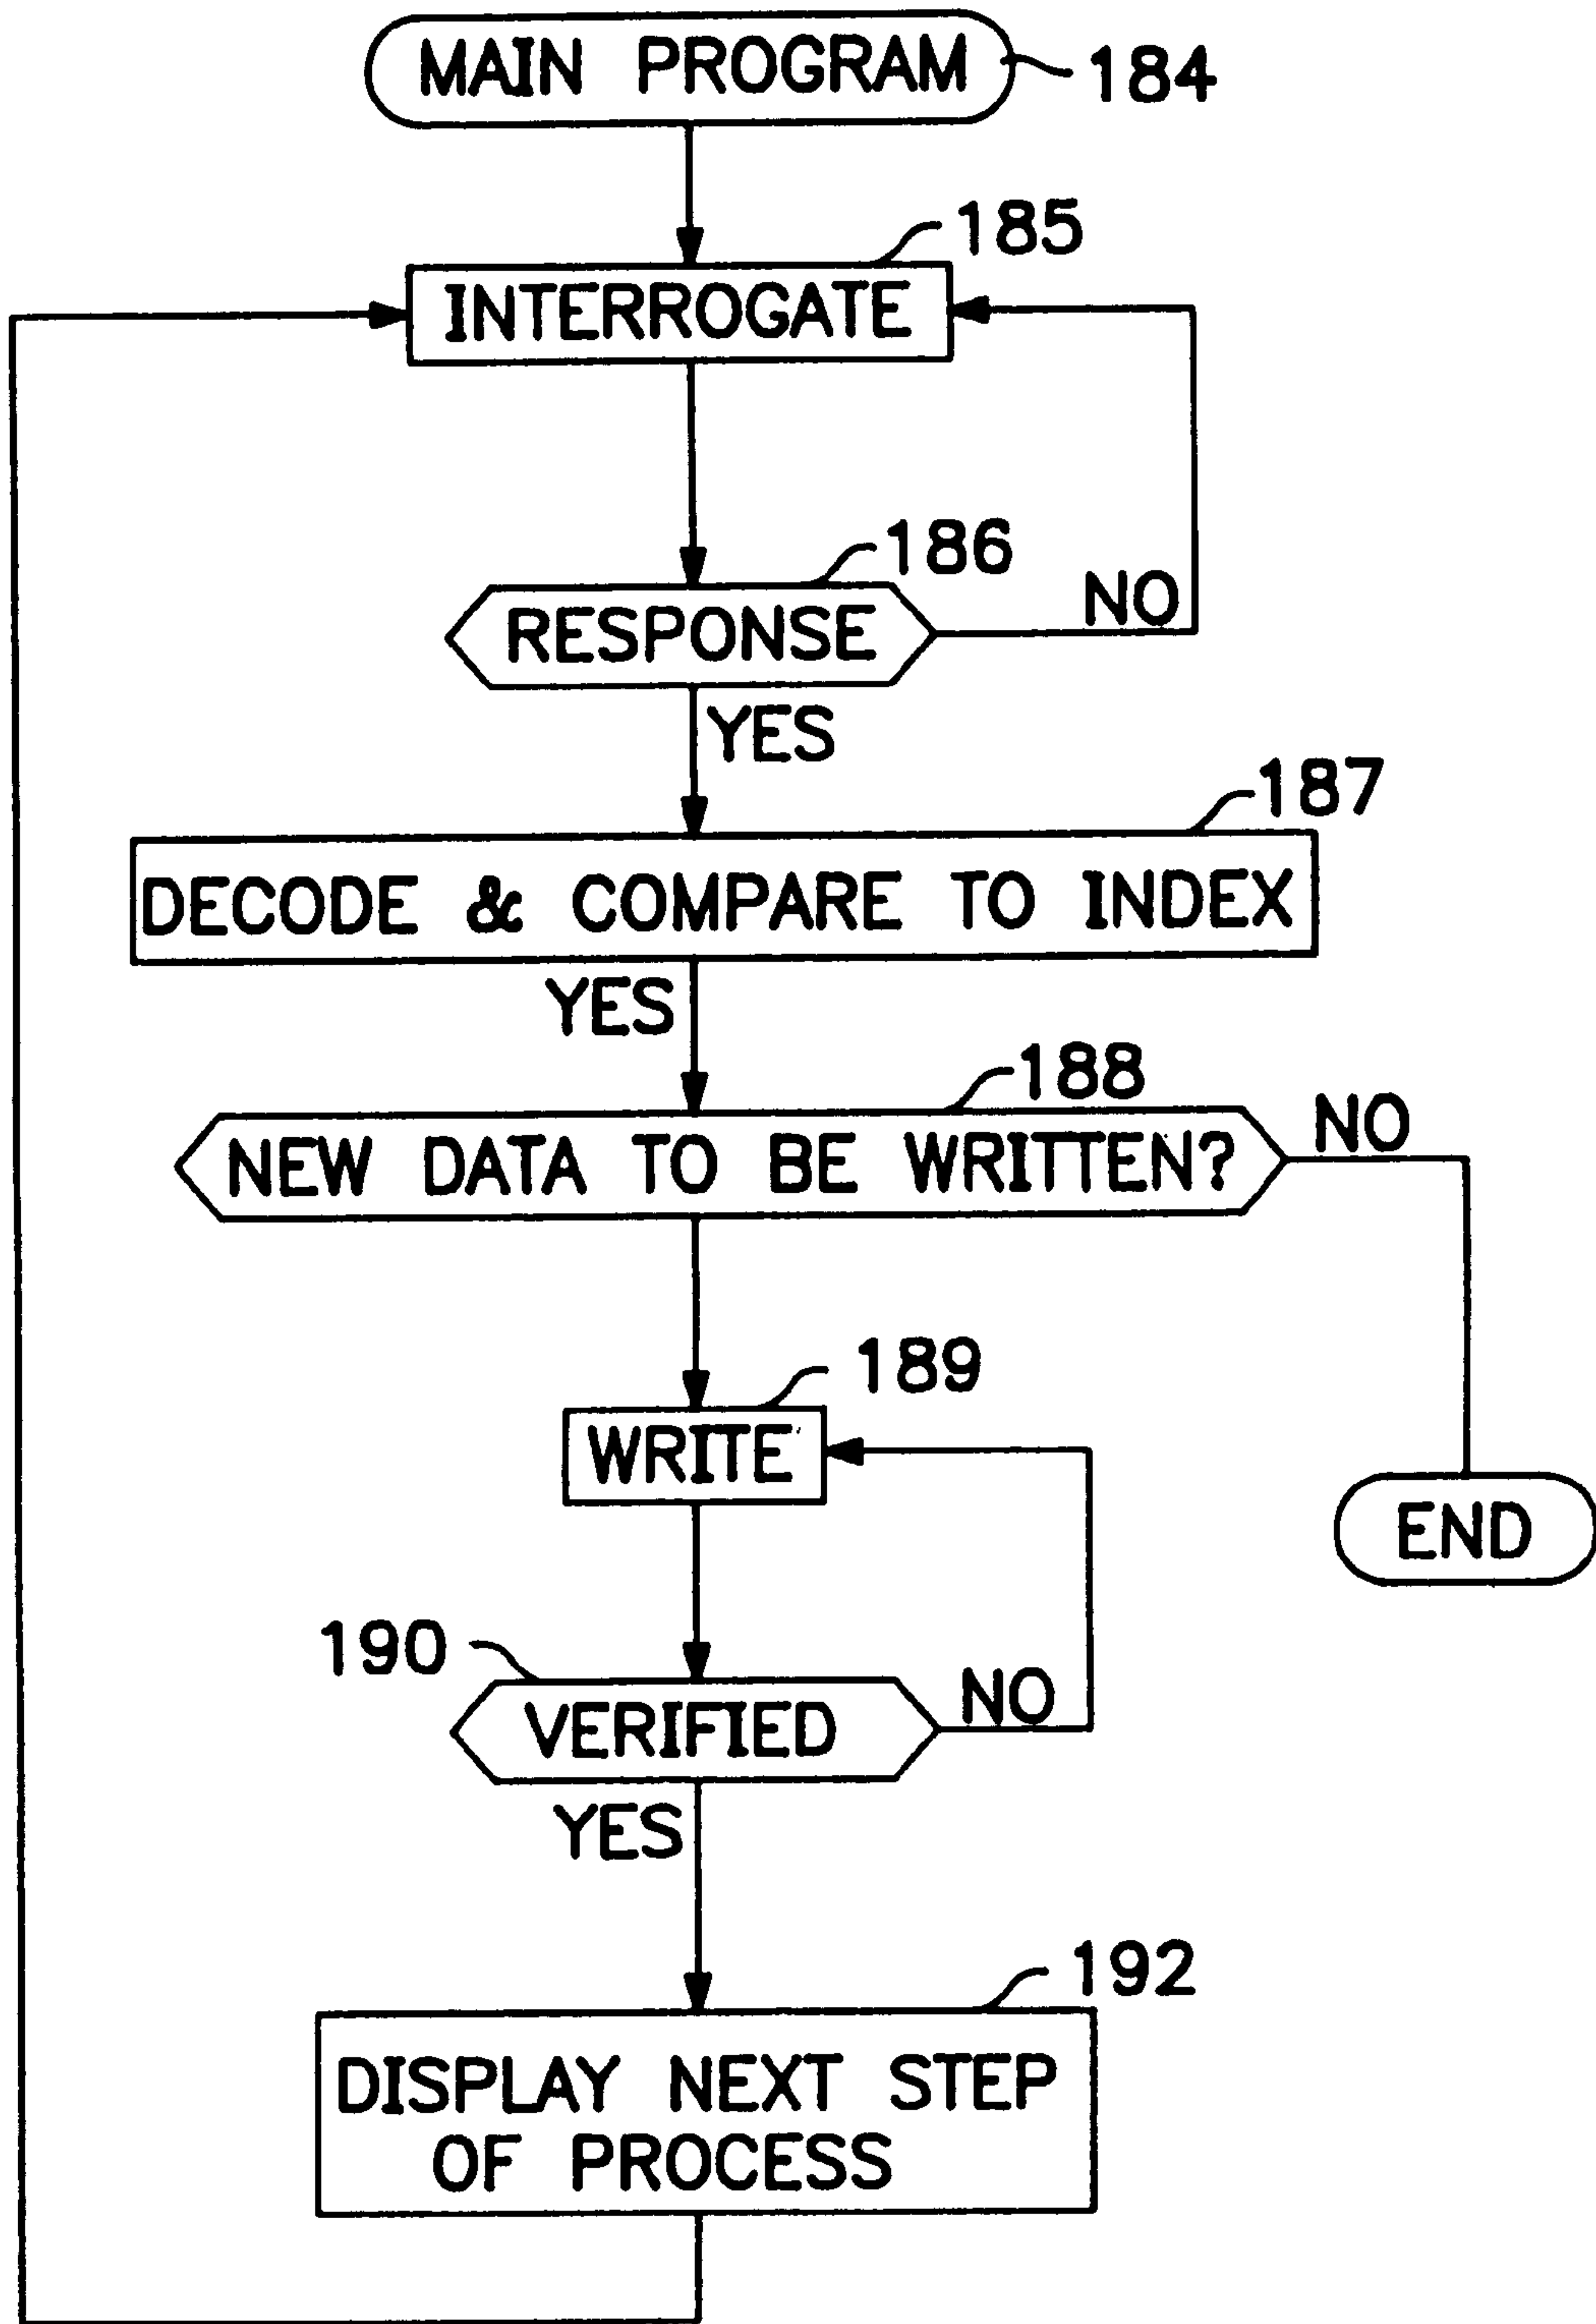 MAIN PROGRAM
184
185
INTERROGATE
186
RESPONSE
NO
YES
187
DECODE & COMPARE TO INDEX
YES
188
NEW DATA TO BE WRITTEN?
NO
189
WRITE
END
190
VERIFIED
NO
YES
192
DISPLAY NEXT STEP
OF PROCESS